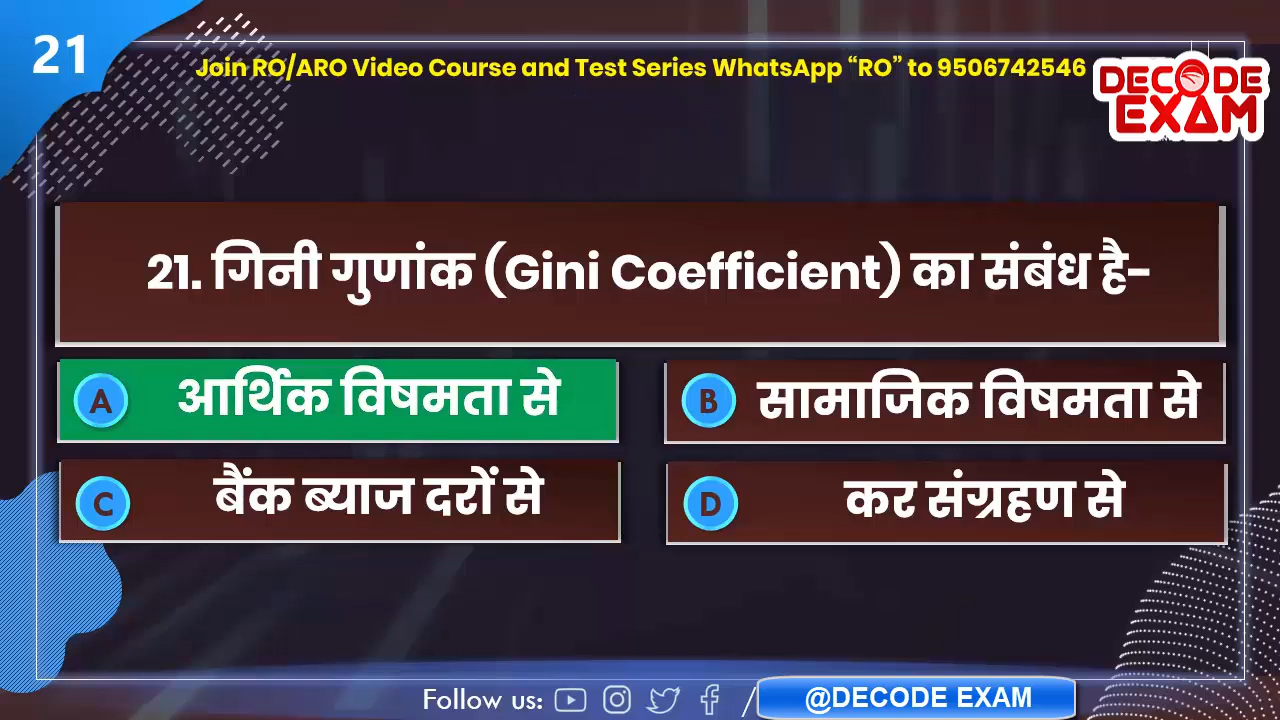 21
Join RO/ARO Video Course and Test Series WhatsApp “RO” to 9506742546
DECODE
EXAM
21. गिनी गुणांक (Gini Coefficient) का संबंध है-
A आर्थिक विषमता से
B सामाजिक विषमता से
C बैंक ब्याज दरों से
D कर संग्रहण से
Follow us: / @DECODE EXAM